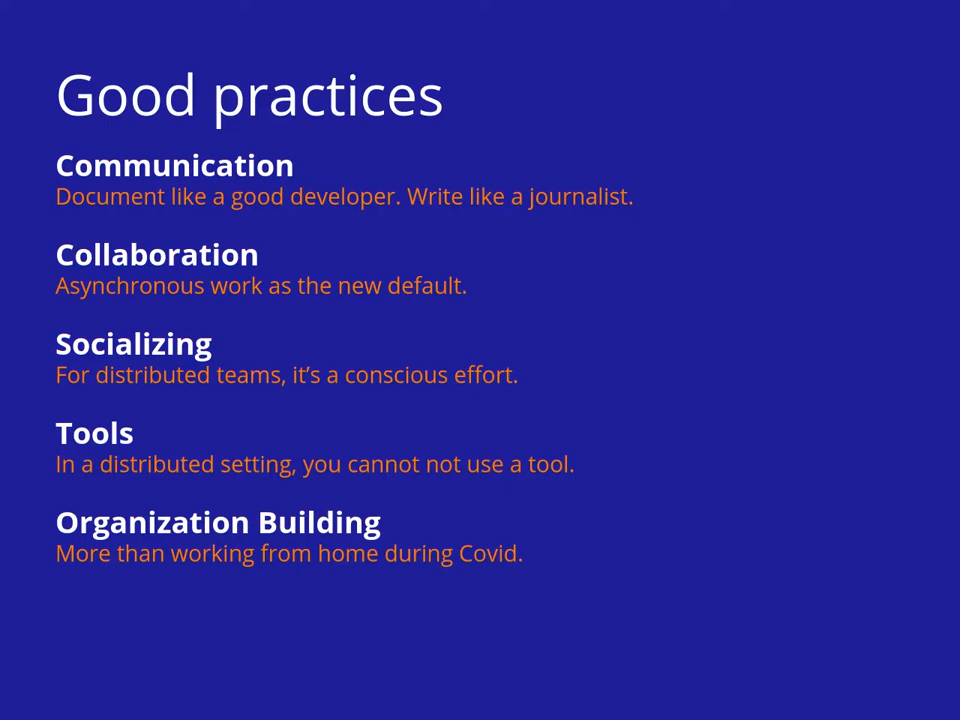 Good practices
Communication
Document like a good developer. Write like a journalist.
Collaboration
Asynchronous work as the new default.
Socializing
For distributed teams, it’s a conscious effort.
Tools
In a distributed setting, you cannot not use a tool.
Organization Building
More than working from home during Covid.